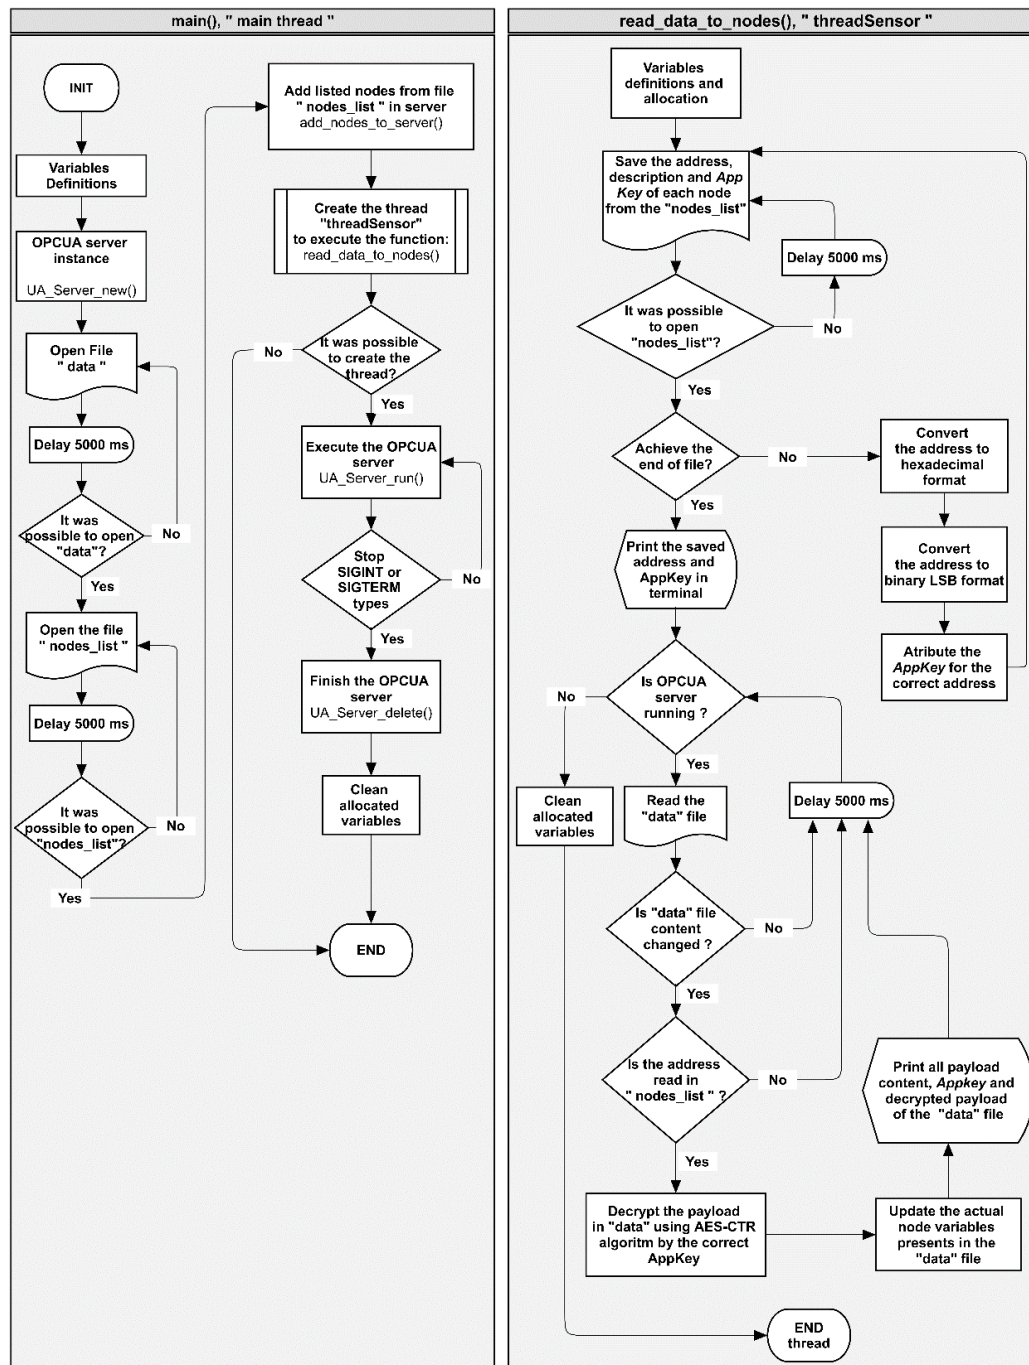 main(), " main thread "
INIT
Variables
Definitions
OPCUA server
instance
UA_Server_new()
Open File
" data "
Delay 5000 ms
It was
possible to open
"data"?
No
Yes
Open the file
" nodes_list "
Delay 5000 ms
It was
possible to open
"nodes_list"?
No
Yes
Add listed nodes from file
" nodes_list " in server
add_nodes_to_server()
Create the thread
"threadSensor"
to execute the function:
read_data_to_nodes()
It was possible
to create the
thread?
No
Yes
Execute the OPCUA
server
UA_Server_run()
Stop
SIGINT or
SIGTERM
types
No
Yes
Finish the OPCUA
server
UA_Server_delete()
Clean
allocated
variables
END
read_data_to_nodes(), " threadSensor "
Variables
definitions and
allocation
Save the address,
description and App
Key of each node
from the "nodes_list"
Delay 5000 ms
It was possible
to open
"nodes_list"?
No
Yes
Achieve the
end of file?
No
Yes
Convert
the address to
hexadecimal
format
Convert
the address to
binary LSB format
Atribute the
AppKey for the
correct address
Print the saved
address and
AppKey in
terminal
Is OPCUA
server
running ?
No
Yes
Clean
allocated
variables
Read the
"data" file
Delay 5000 ms
Is "data" file
content
changed ?
No
Yes
Is the address
read in
" nodes_list " ?
No
Yes
Decrypt the payload
in "data" using AES-CTR
algoritm by the correct
AppKey
Update the actual
node variables
presents in the
"data" file
Print all payload
content, Appkey and
decrypted payload
of the "data" file
END
thread